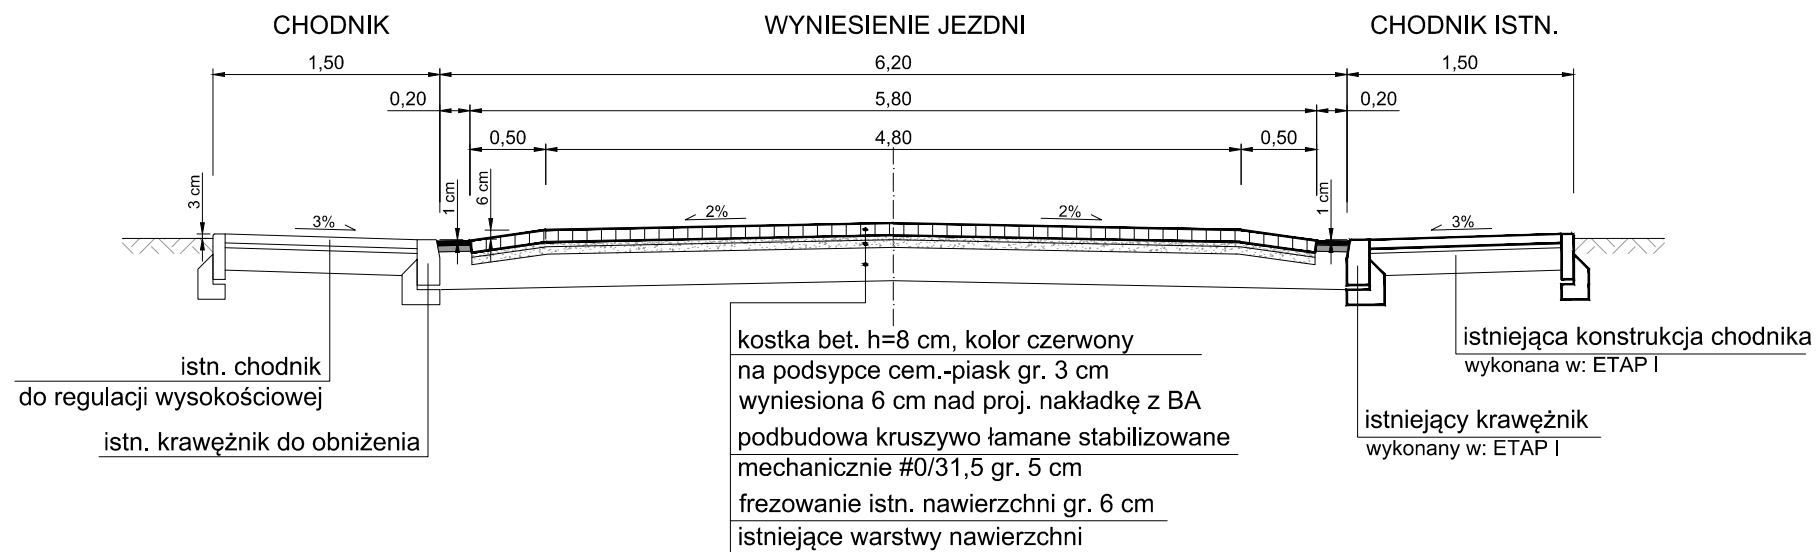 CHODNIK
WYNIESIENIE JEZDNI
CHODNIK ISTN.
1,50
6,20
1,50
0,20
5,80
0,20
0,50
4,80
0,50
3 cm
1 cm
6 cm
1 cm
3%
2%
2%
3%
istn. chodnik
do regulacji wysokościowej
istn. krawężnik do obniżenia
kostka bet. h=8 cm, kolor czerwony
na podsypce cem.-piask gr. 3 cm
wyniesiona 6 cm nad proj. nakładkę z BA
podbudowa kruszywo łamane stabilizowane
mechanicznie #0/31,5 gr. 5 cm
frezowanie istn. nawierzchni gr. 6 cm
istniejące warstwy nawierzchni
istniejąca konstrukcja chodnika
wykonana w: ETAP I
istniejący krawężnik
wykonany w: ETAP I